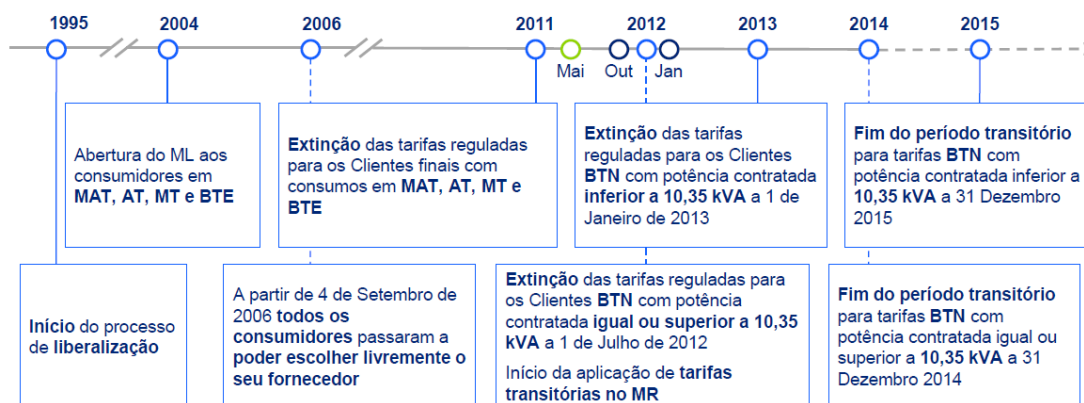 1995
2004
2006
2011
2012
2013
2014
2015
Mai
Out
Jan
Abertura do ML aos
consumidores em
MAT, AT, MT e BTE
Extinção das tarifas reguladas
para os Clientes finais com
consumos em MAT, AT, MT e
BTE
Extinção das tarifas
reguladas para os Clientes
BTN com potência contratada
inferior a 10,35 kVA a 1 de
Janeiro de 2013
Fim do período transitório
para tarifas BTN com
potência contratada inferior a
10,35 kVA a 31 Dezembro
2015
Início do processo
de liberalização
A partir de 4 de Setembro de
2006 todos os
consumidores passaram a
poder escolher livremente o
seu fornecedor
Extinção das tarifas reguladas para
os Clientes BTN com potência
contratada igual ou superior a 10,35
kVA a 1 de Julho de 2012
Início da aplicação de tarifas
transitórias no MR
Fim do período transitório
para tarifas BTN com
potência contratada igual ou
superior a 10,35 kVA a 31
Dezembro 2014